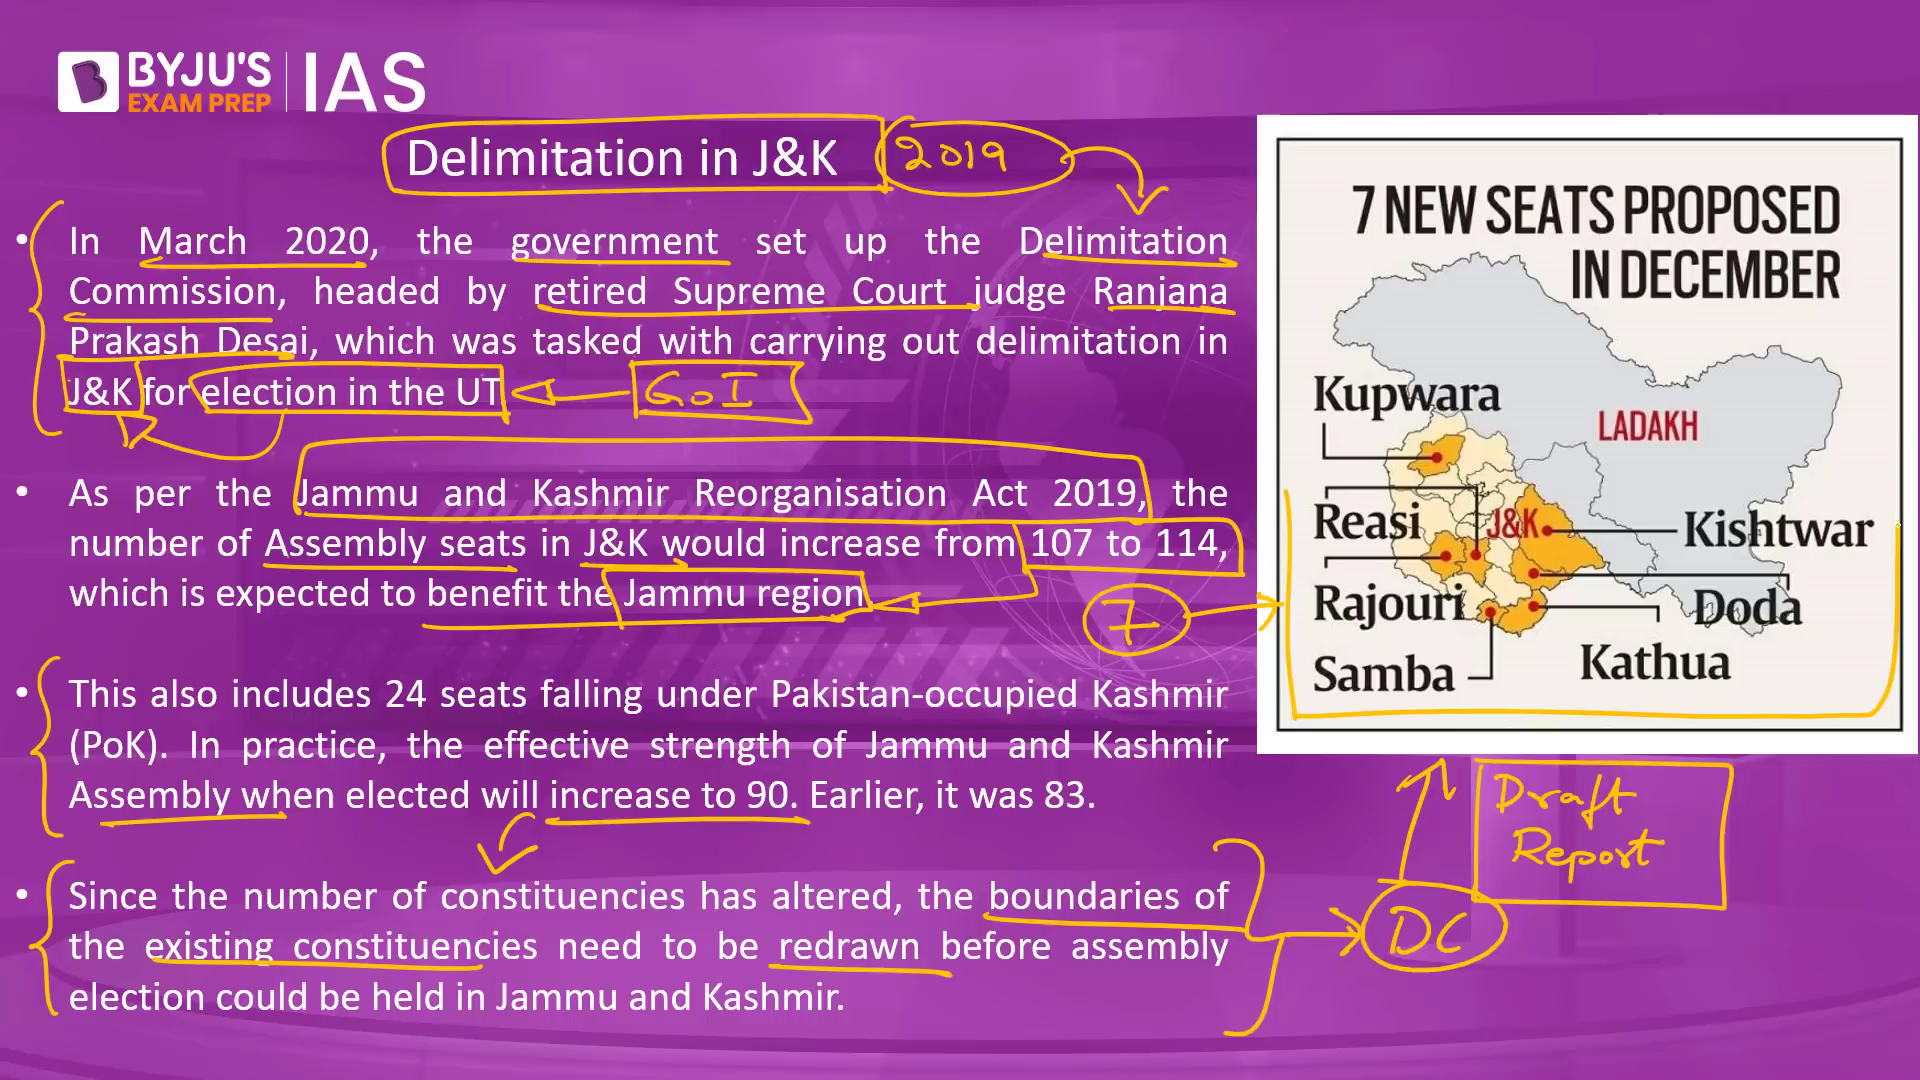 BYJU'S
EXAM PREP
IAS
Delimitation in J&K 2019
• In March 2020, the government set up the Delimitation
Commission, headed by retired Supreme Court judge Ranjana
Prakash Desai, which was tasked with carrying out delimitation in
J&K for election in the UT. GoI
• As per the Jammu and Kashmir Reorganisation Act 2019, the
number of Assembly seats in J&K would increase from 107 to 114,
which is expected to benefit the Jammu region.
7
• This also includes 24 seats falling under Pakistan-occupied Kashmir
(PoK). In practice, the effective strength of Jammu and Kashmir
Assembly when elected will increase to 90. Earlier, it was 83.
• Since the number of constituencies has altered, the boundaries of
the existing constituencies need to be redrawn before assembly
election could be held in Jammu and Kashmir.
7 NEW SEATS PROPOSED
IN DECEMBER
Kupwara
LADAKH
Reasi
J&K
Kishtwar
Rajouri
Doda
Samba
Kathua
Draft
Report
DC